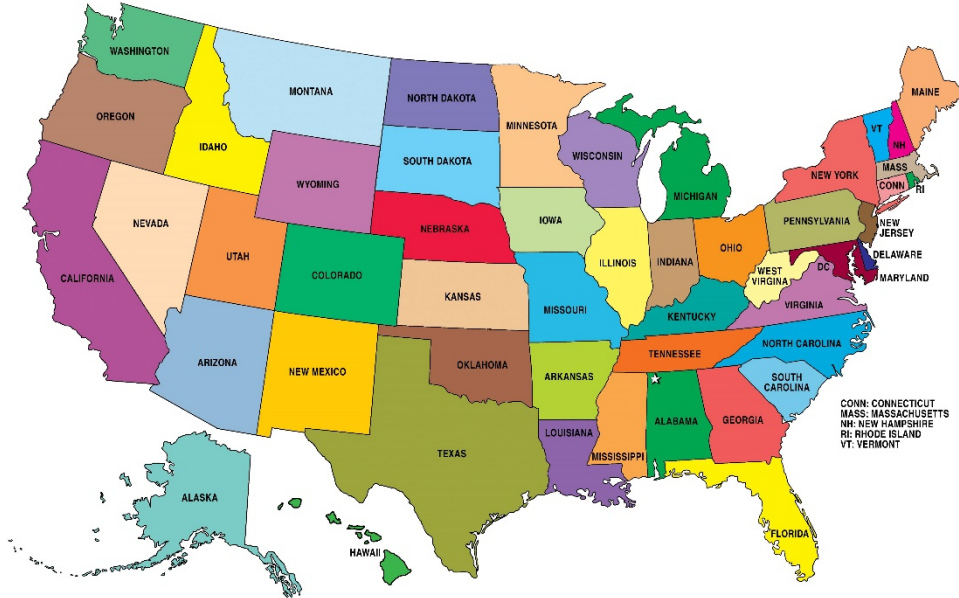 WASHINGTON
OREGON
IDAHO
MONTANA
WYOMING
NEVADA
CALIFORNIA
UTAH
COLORADO
ARIZONA
NEW MEXICO
NORTH DAKOTA
SOUTH DAKOTA
NEBRASKA
KANSAS
OKLAHOMA
TEXAS
MINNESOTA
IOWA
MISSOURI
ARKANSAS
LOUISIANA
WISCONSIN
ILLINOIS
MICHIGAN
INDIANA
OHIO
KENTUCKY
TENNESSEE
MISSISSIPPI
ALABAMA
GEORGIA
FLORIDA
SOUTH
CAROLINA
NORTH CAROLINA
VIRGINIA
WEST
VIRGINA
DC
PENNSYLVANIA
NEW YORK
VT
NH
MAINE
MASS
CONN
RI
NEW
JERSEY
DELAWARE
MARYLAND
ALASKA
HAWAII
CONN: CONNECTICUT
MASS: MASSACHUSETTS
NH: NEW HAMPSHIRE
RI: RHODE ISLAND
VT: VERMONT